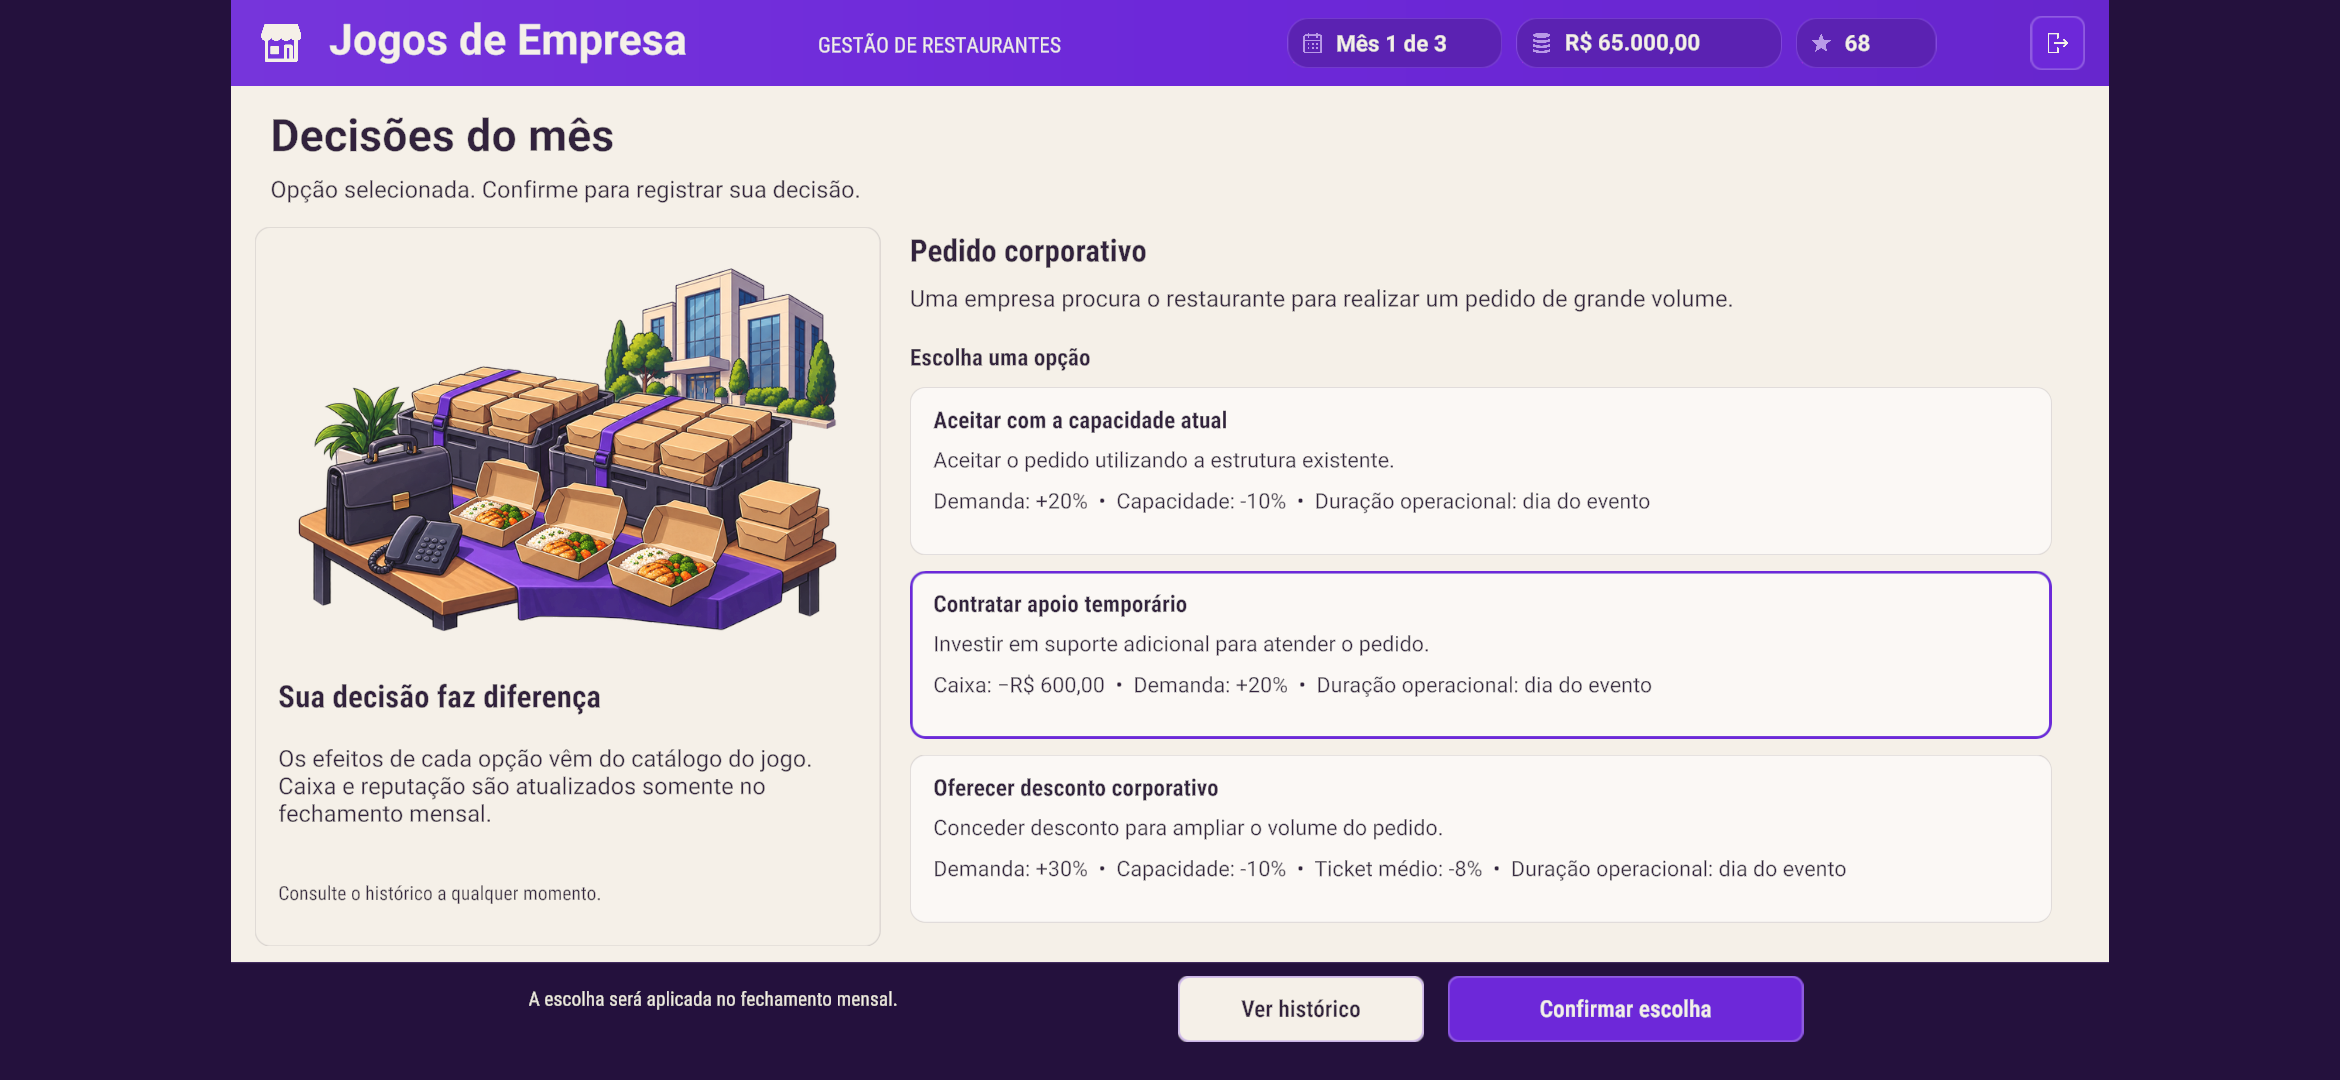 Jogos de Empresa
GESTÃO DE RESTAURANTES
Mês 1 de 3
R$ 65.000,00
68
Decisões do mês
Opção selecionada. Confirme para registrar sua decisão.
Sua decisão faz diferença
Os efeitos de cada opção vêm do catálogo do jogo.
Caixa e reputação são atualizados somente no
fechamento mensal.
Consulte o histórico a qualquer momento.
Pedido corporativo
Uma empresa procura o restaurante para realizar um pedido de grande volume.
Escolha uma opção
Aceitar com a capacidade atual
Aceitar o pedido utilizando a estrutura existente.
Demanda: +20% • Capacidade: -10% • Duração operacional: dia do evento
Contratar apoio temporário
Investir em suporte adicional para atender o pedido.
Caixa: −R$ 600,00 • Demanda: +20% • Duração operacional: dia do evento
Oferecer desconto corporativo
Conceder desconto para ampliar o volume do pedido.
Demanda: +30% • Capacidade: -10% • Ticket médio: -8% • Duração operacional: dia do evento
A escolha será aplicada no fechamento mensal.
Ver histórico
Confirmar escolha